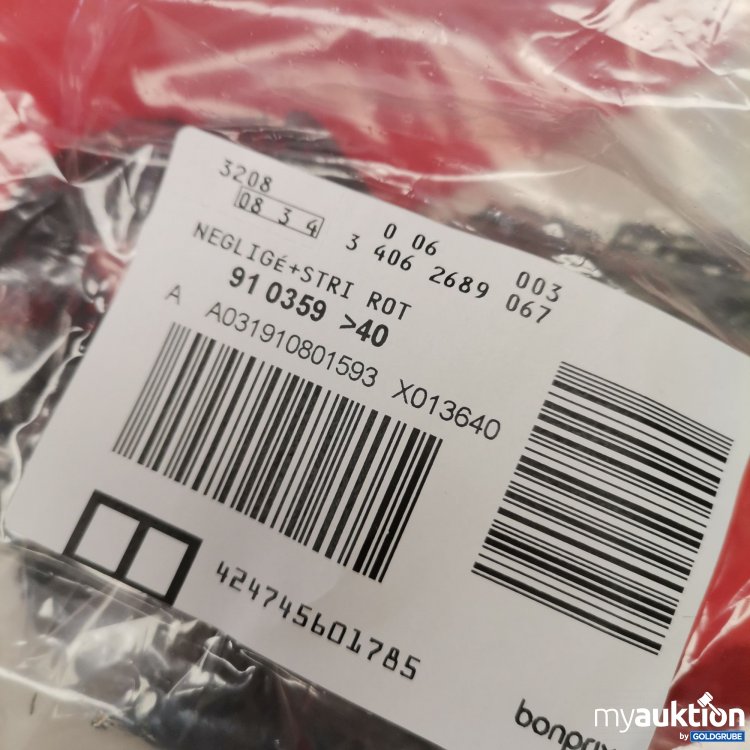 3208
08 3 4
0 06 003
3 406 2689 067
NEGLIGÉ+STRI ROT
91 0359 >40
A A031910801593 X013640
424745601785
bonprix
myauktion
by GOLDGRUBE